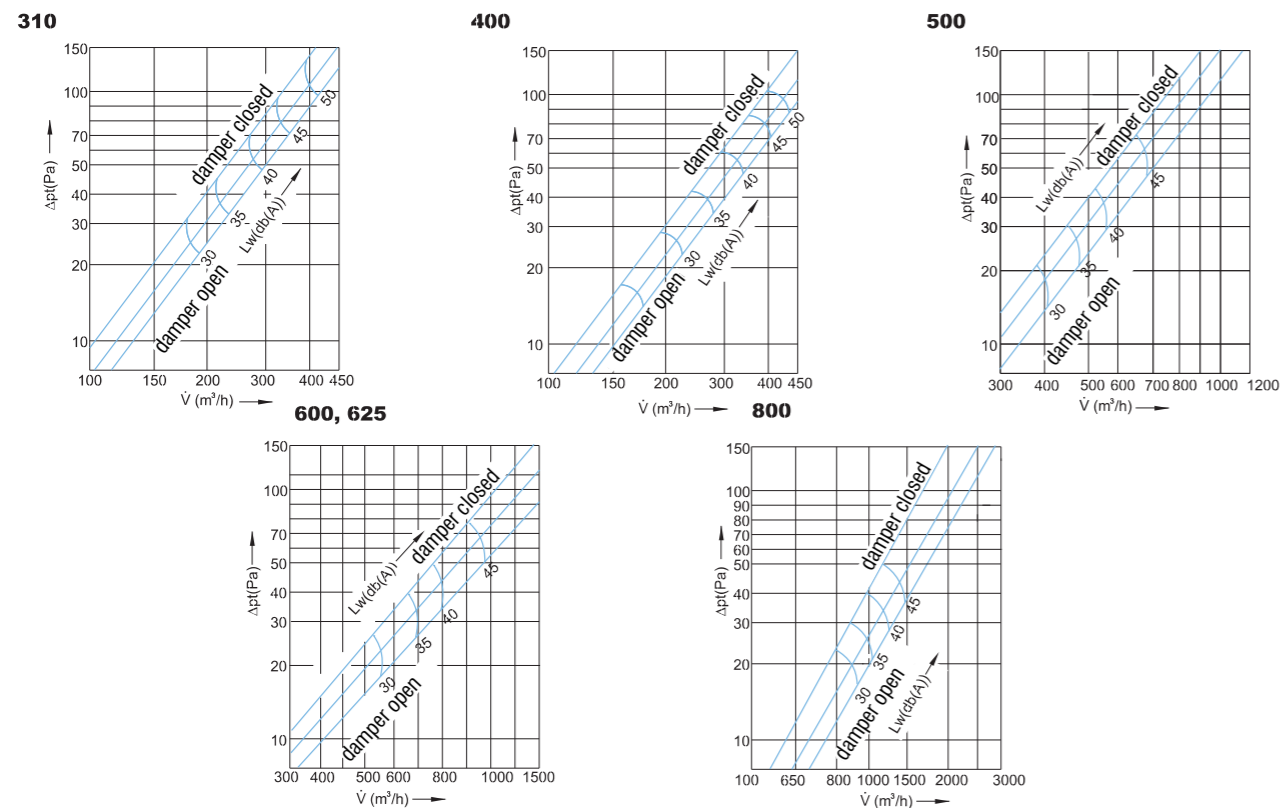 310
150
100
70
50
40
30
20
10
Δpt(Pa)
100 150 200 300 400 450
V̇ (m³/h)
damper closed
damper open
Lw(db(A))
30
35
40
45
50
400
150
100
70
50
40
30
20
10
Δpt(Pa)
100 150 200 300 400 450
V̇ (m³/h)
damper closed
damper open
Lw(db(A))
30
35
40
45
50
500
150
100
70
50
40
30
20
10
Δpt(Pa)
300 400 500 600 700 800 1000 1200
V̇ (m³/h)
damper closed
damper open
Lw(db(A))
30
35
40
45
600, 625
150
100
70
50
40
30
20
10
Δpt(Pa)
300 400 500 600 800 1000 1500
V̇ (m³/h)
damper closed
damper open
Lw(db(A))
30
35
40
45
800
150
100
90
80
70
60
50
40
30
20
10
Δpt(Pa)
100 650 800 1000 1500 2000 3000
V̇ (m³/h)
damper closed
damper open
Lw(db(A))
30
35
40
45